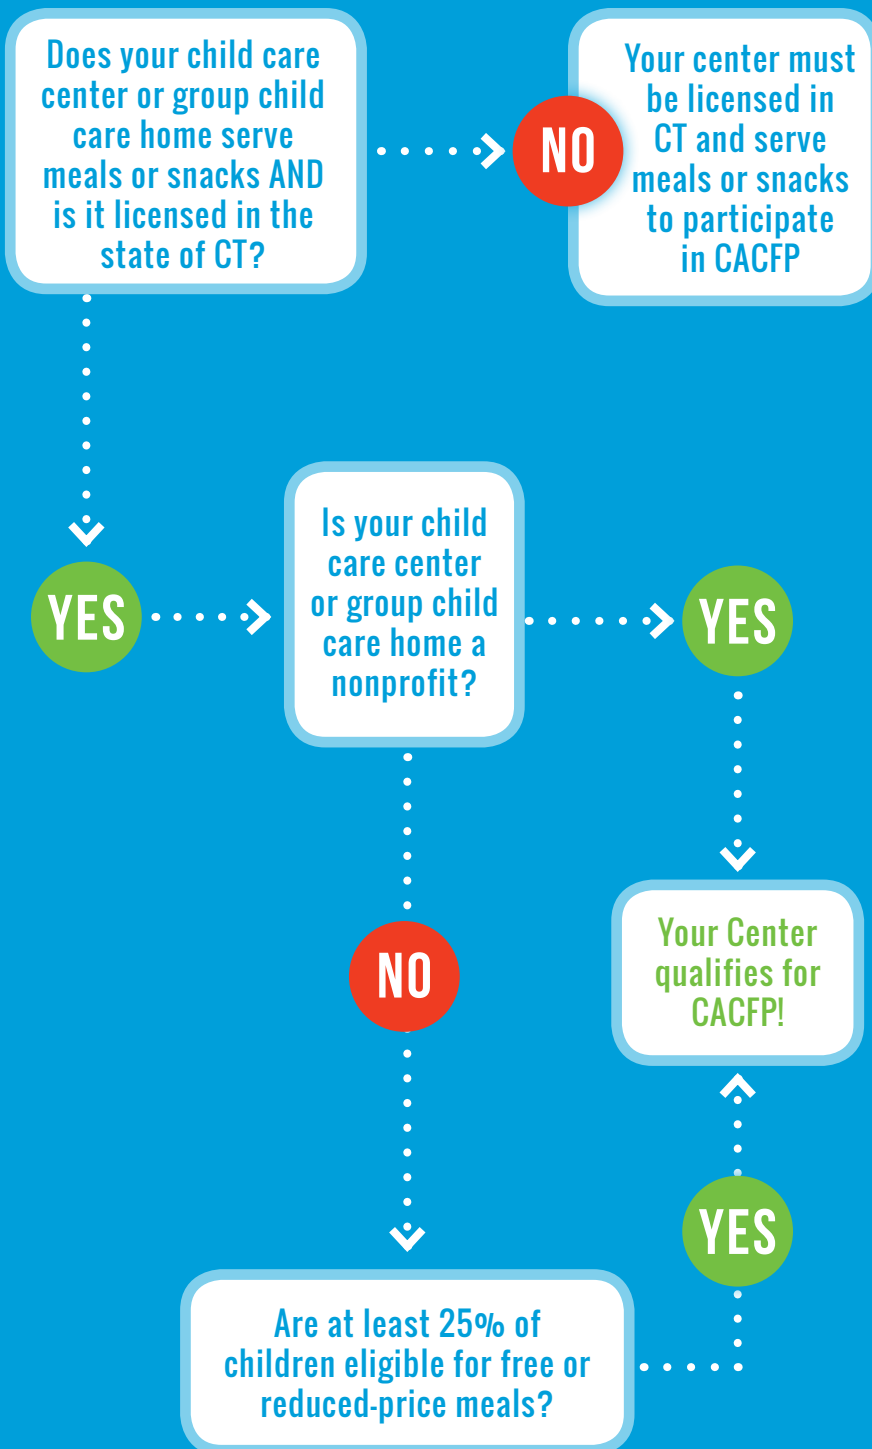 Does your child care
center or group child
care home serve
meals or snacks AND
is it licensed in the
state of CT?
NO
Your center must
be licensed in
CT and serve
meals or snacks
to participate
in CACFP
YES
Is your child
care center
or group child
care home a
nonprofit?
YES
NO
Your Center
qualifies for
CACFP!
YES
Are at least 25% of
children eligible for free or
reduced-price meals?